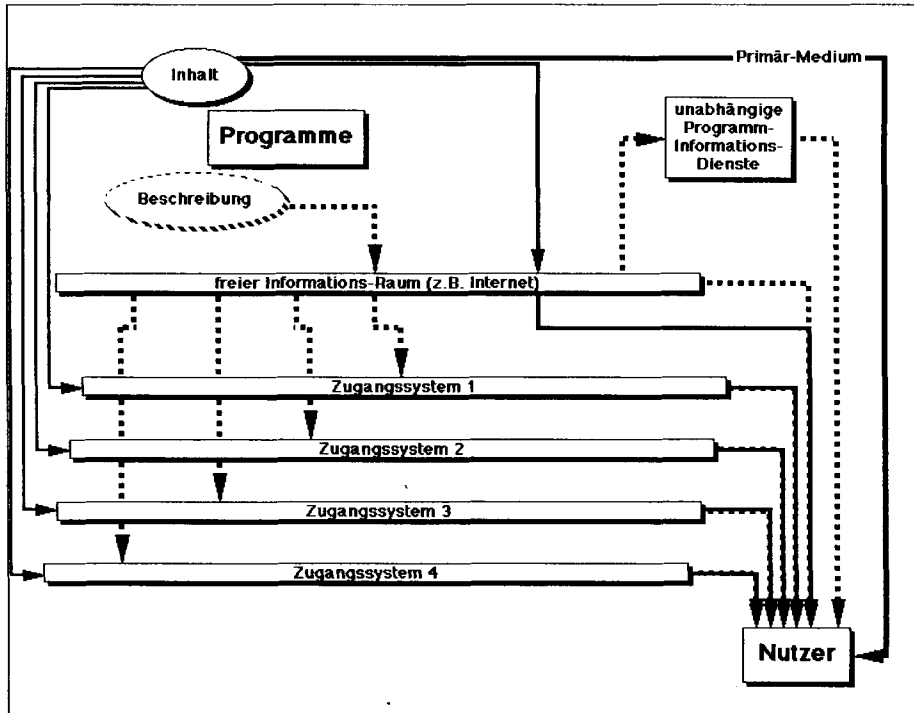 Primär-Medium
Inhalt
Programme
unabhängige
Programm-
Informations-
Dienste
Beschreibung
freier Informations-Raum (z.B. Internet)
Zugangssystem 1
Zugangssystem 2
Zugangssystem 3
Zugangssystem 4
Nutzer